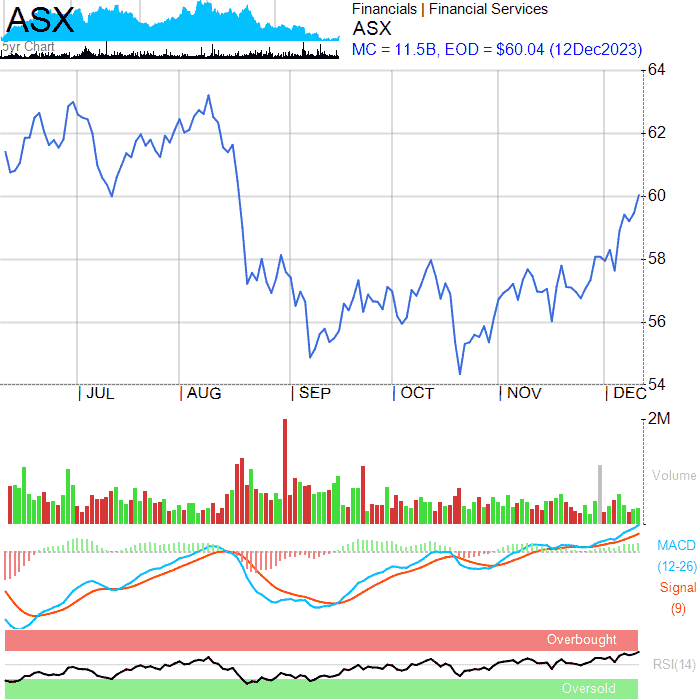 ASX
5yr Chart
Financials | Financial Services
ASX
MC = 11.5B, EOD = $60.04 (12Dec2023)
64
62
60
58
56
54
| JUL | AUG | SEP | OCT | NOV | DEC
2M
Volume
MACD
(12-26)
Signal
(9)
Overbought
RSI(14)
Oversold